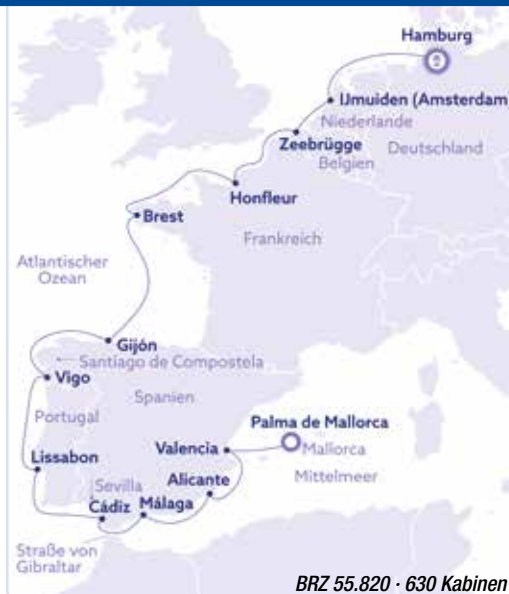 Hamburg
IJmuiden (Amsterdam)
Niederlande
Zeebrügge
Deutschland
Belgien
Honfleur
Brest
Frankreich
Atlantischer
Ozean
Gijón
Santiago de Compostela
Vigo
Spanien
Portugal
Palma de Mallorca
Valencia
Mallorca
Lissabon
Alicante
Mittelmeer
Sevilla
Cádiz
Málaga
Straße von
Gibraltar
BRZ 55.820 · 630 Kabinen